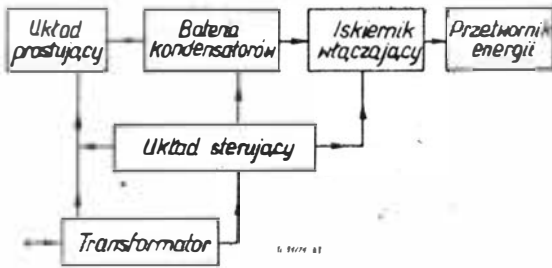 Układ
prostujący
Bateria
kondensatorów
Iskiernik
włączający
Przetwornik
energii
Układ sterujący
Transformator